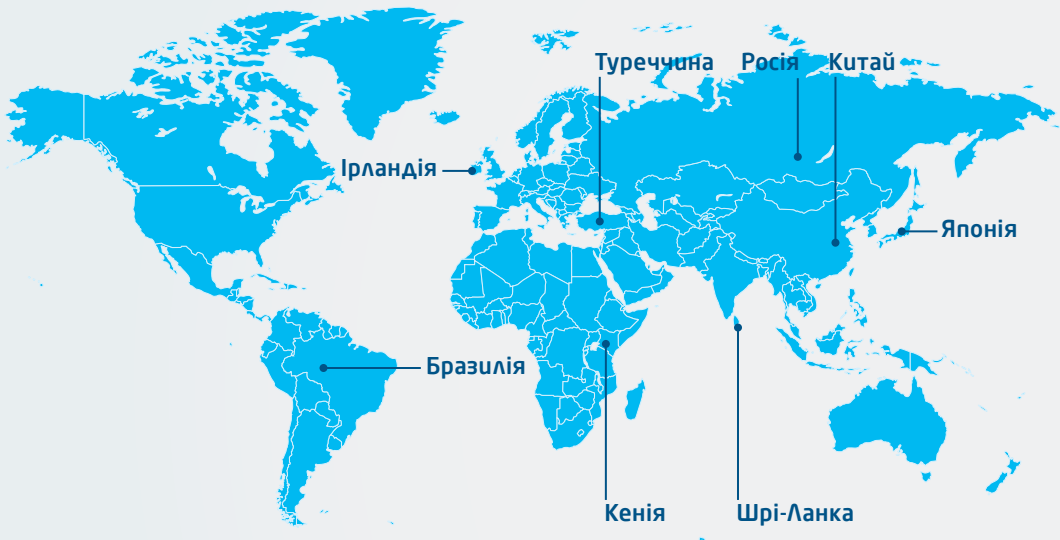 Туреччина
Росія
Китай
Ірландія
Японія
Бразилія
Кенія
Шрі-Ланка